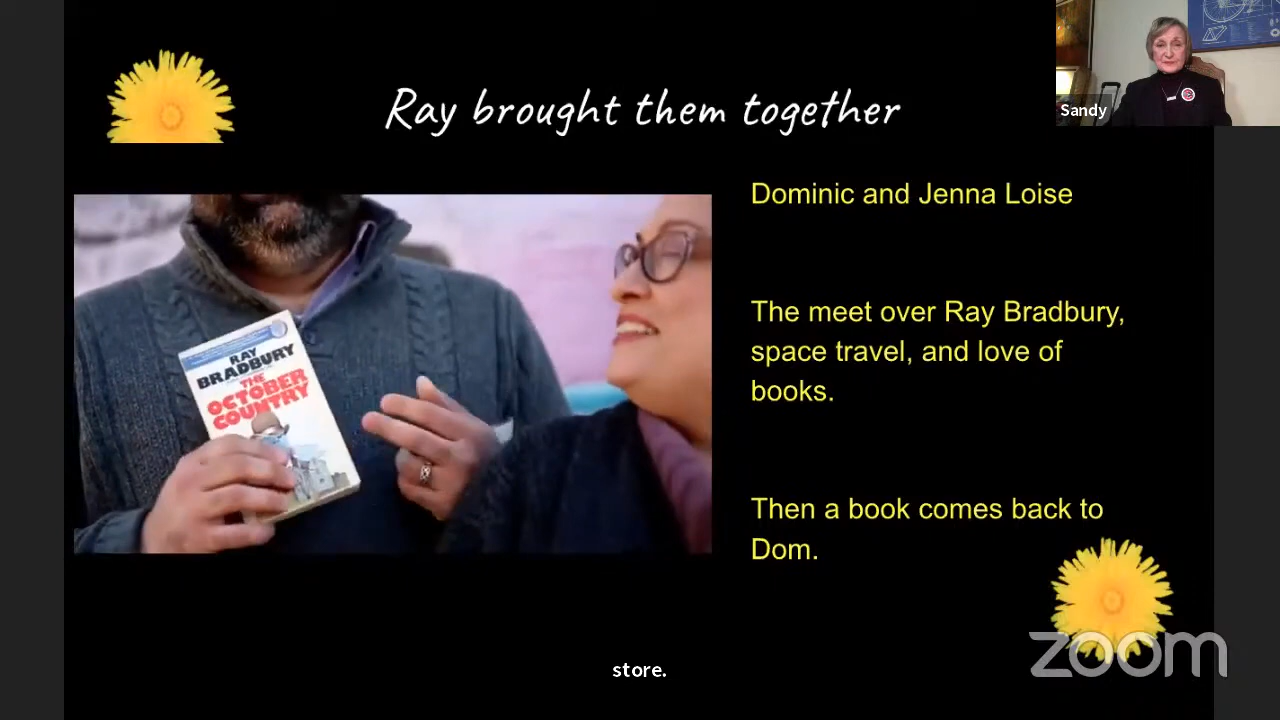 Ray brought them together
Sandy
Dominic and Jenna Loise
The meet over Ray Bradbury,
space travel, and love of
books.
Then a book comes back to
Dom.
RAY
BRADBURY
THE
OCTOBER
COUNTRY
store.
zoom